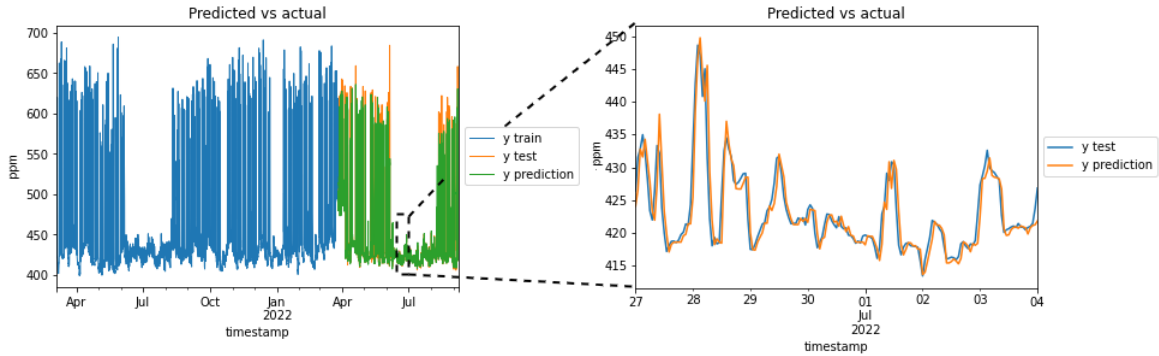 Predicted vs actual
700
650
600
550
500
450
400
ppm
Apr
Jul
Oct
Jan
2022
Apr
Jul
timestamp
y train
y test
y prediction
Predicted vs actual
450
445
440
435
430
425
420
415
ppm
27
28
29
30
01
Jul
2022
02
03
04
timestamp
y test
y prediction